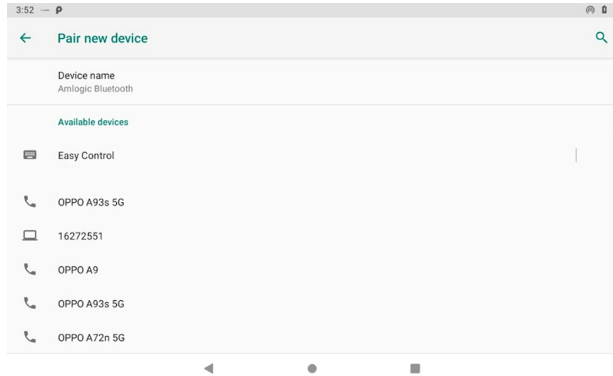 3:52
Pair new device
Device name
Amlogic Bluetooth
Available devices
Easy Control
OPPO A93s 5G
16272551
OPPO A9
OPPO A93s 5G
OPPO A72n 5G